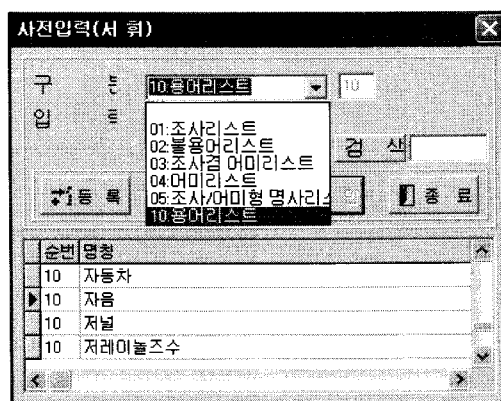 사전입력(서 휘)
구 분 10:용어리스트 10
입 력
01:조사리스트
02:불용어리스트
03:조사겸 어미리스트
04:어미리스트
05:조사/어미형 명사리스
10:용어리스트
검 산
등 록
종 료
순번 명칭
10 자동차
10 자음
10 저널
10 저레이놀즈수